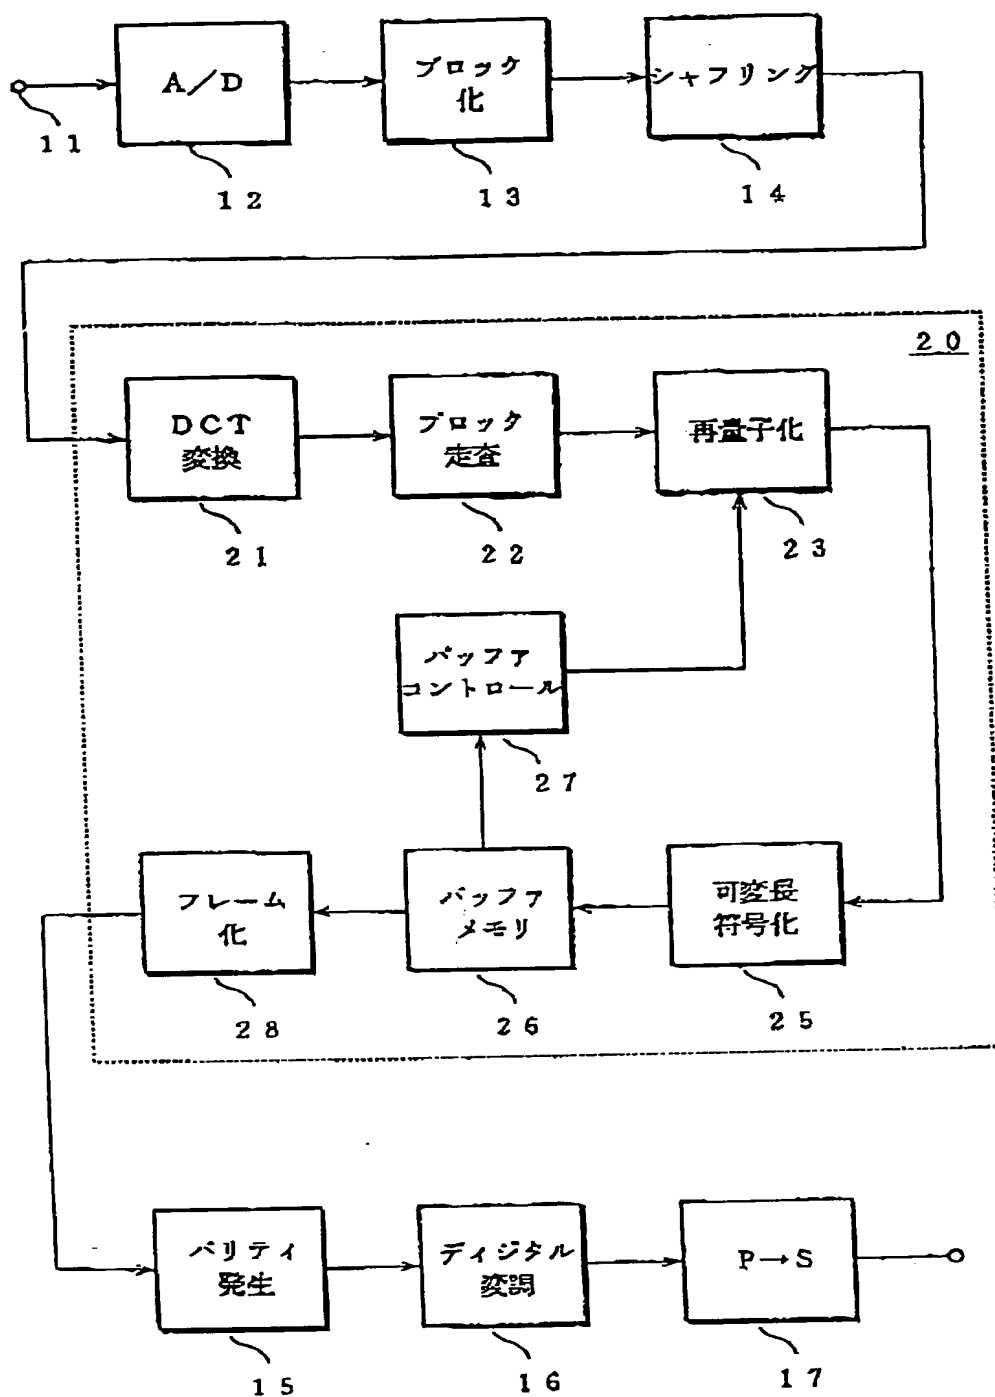 A/D
ブロック
化
シャフリング
11
12
13
14
20
DCT
変換
ブロック
走査
再量子化
21
22
23
バッファ
コントロール
27
フレーム
化
バッファ
メモリ
可変長
符号化
28
26
25
パリティ
発生
ディジタル
変調
P→S
15
16
17